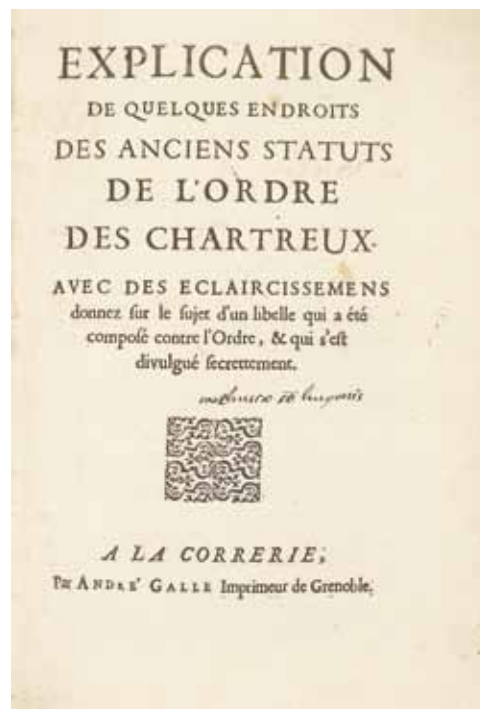 EXPLICATION
DE QUELQUES ENDROITS
DES ANCIENS STATUTS
DE L'ORDRE
DES CHARTREUX.
AVEC DES ECLAIRCISSEMENS
donnez sur le sujet d'un libelle qui a été
composé contre l'Ordre, & qui s'est
divulgué secrettement.
A LA CORRERIE,
Par ANDRE' GALLE Imprimeur de Grenoble,